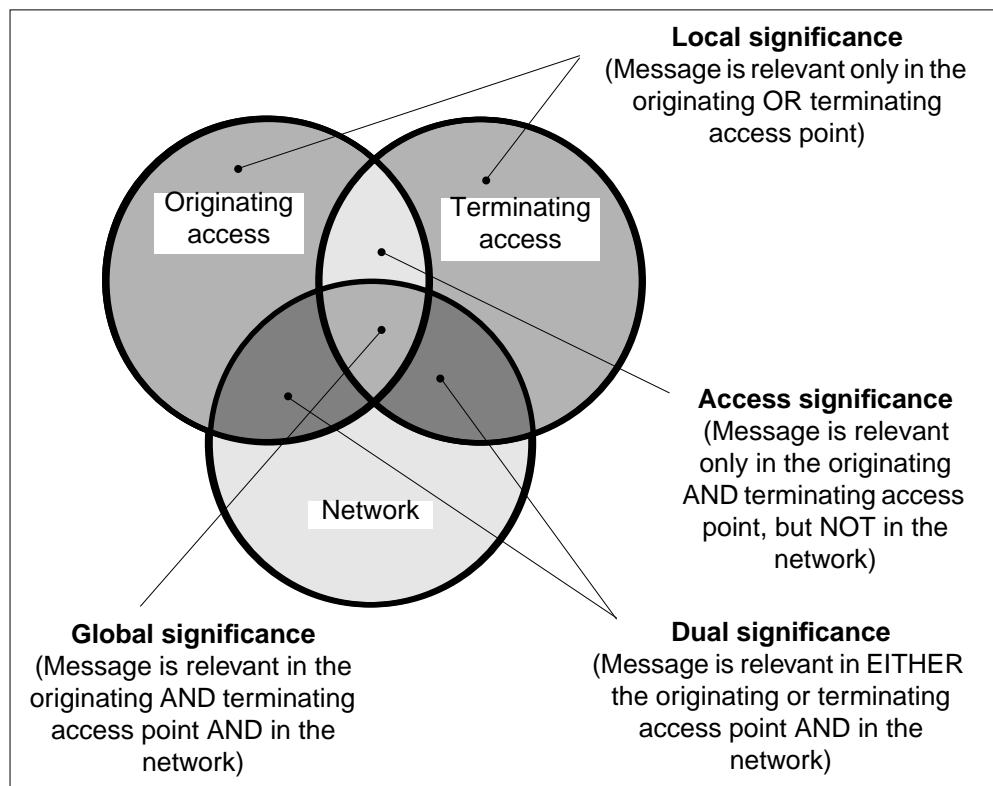 Local significance
(Message is relevant only in the
originating OR terminating
access point)
Originating
access
Terminating
access
Access significance
(Message is relevant
only in the originating
AND terminating access
point, but NOT in the
network)
Network
Global significance
(Message is relevant in the
originating AND terminating
access point AND in the
network)
Dual significance
(Message is relevant in EITHER
the originating or terminating
access point AND in the
network)